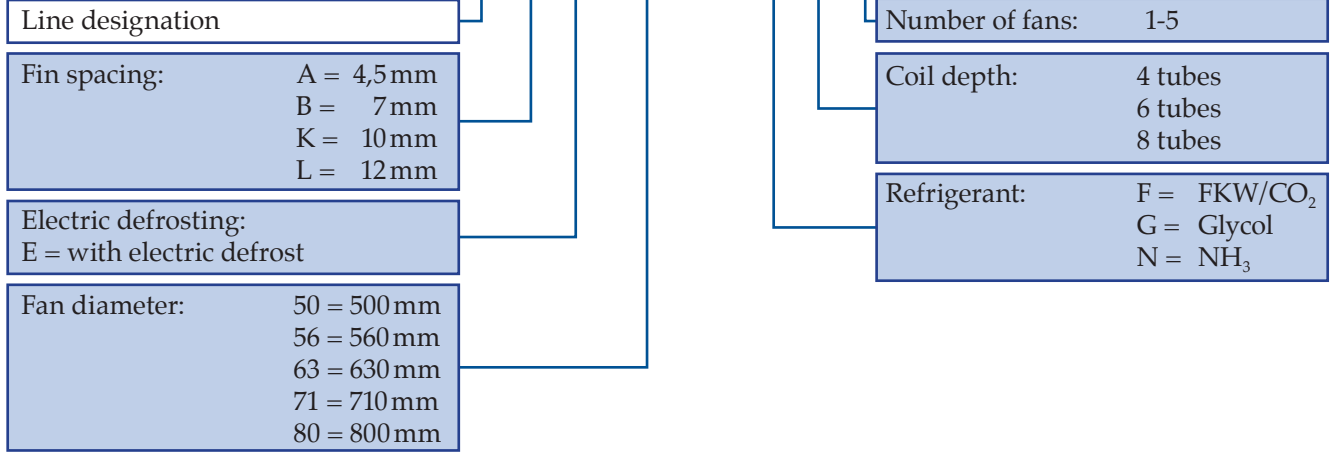 Line designation
Fin spacing: A = 4,5 mm
B = 7 mm
K = 10 mm
L = 12 mm
Electric defrosting:
E = with electric defrost
Fan diameter: 50 = 500 mm
56 = 560 mm
63 = 630 mm
71 = 710 mm
80 = 800 mm
Number of fans: 1-5
Coil depth: 4 tubes
6 tubes
8 tubes
Refrigerant: F = FKW/CO₂
G = Glycol
N = NH₃